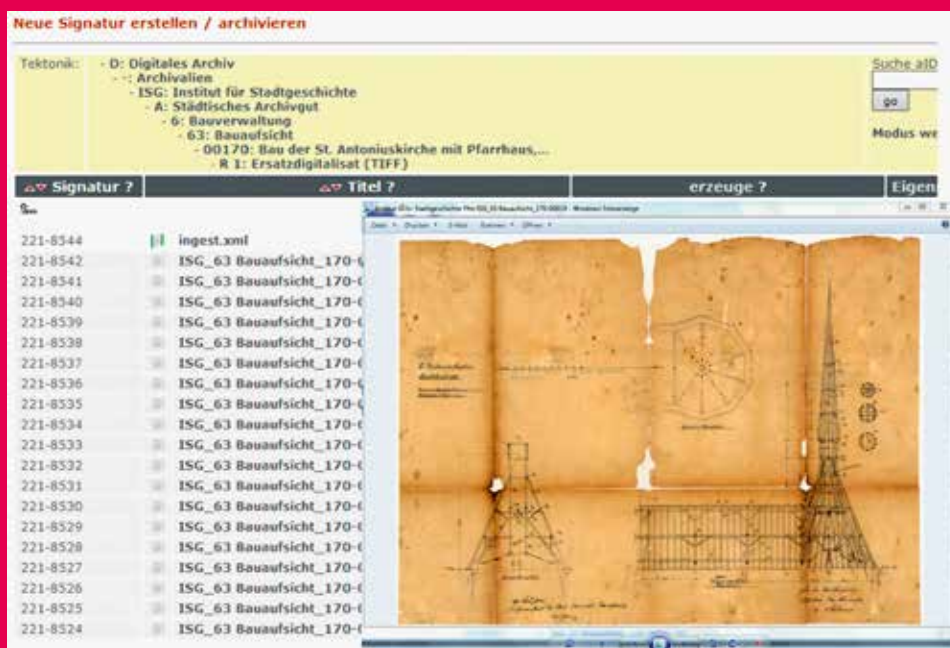 Neue Signatur erstellen / archivieren
Tektonik:
- D: Digitales Archiv
- -: Archivalien
- ISG: Institut für Stadtgeschichte
- A: Städtisches Archivgut
- 6: Bauverwaltung
- 63: Bauaufsicht
- 00170: Bau der St. Antoniuskirche mit Pfarrhaus,...
- R 1: Ersatzdigitalisat (TIFF)
Suche aID
go
Modus we
Signatur ? Titel ? erzeuge ? Eigen
221-8544 ingest.xml
221-8542 ISG_63 Bauaufsicht_170-
221-8541 ISG_63 Bauaufsicht_170-
221-8540 ISG_63 Bauaufsicht_170-
221-8539 ISG_63 Bauaufsicht_170-
221-8538 ISG_63 Bauaufsicht_170-
221-8537 ISG_63 Bauaufsicht_170-
221-8536 ISG_63 Bauaufsicht_170-
221-8535 ISG_63 Bauaufsicht_170-
221-8534 ISG_63 Bauaufsicht_170-
221-8533 ISG_63 Bauaufsicht_170-
221-8532 ISG_63 Bauaufsicht_170-
221-8531 ISG_63 Bauaufsicht_170-
221-8530 ISG_63 Bauaufsicht_170-
221-8529 ISG_63 Bauaufsicht_170-
221-8528 ISG_63 Bauaufsicht_170-
221-8527 ISG_63 Bauaufsicht_170-
221-8526 ISG_63 Bauaufsicht_170-
221-8525 ISG_63 Bauaufsicht_170-
221-8524 ISG_63 Bauaufsicht_170-
Datei Drucken E-Mail Brennen Öffnen